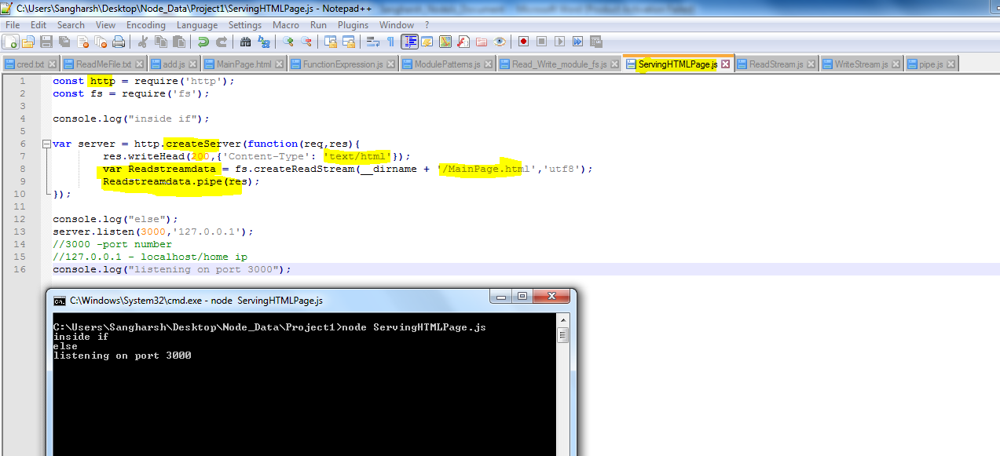 C:\Users\Sangharsh\Desktop\Node_Data\Project1\ServingHTMLPage.js - Notepad++
File Edit Search View Encoding Language Settings Macro Run Plugins Window ?
cred.txt ReadMeFile.txt add.js MainPage.html FunctionExpression.js ModulePatterns.js Read_Write_module_fs.js ServingHTMLPage.js ReadStream.js WriteStream.js pipe.js
1 const http = require('http');
2 const fs = require('fs');
3
4 console.log("inside if");
5
6 var server = http.createServer(function(req,res){
7 res.writeHead(200,{'Content-Type': 'text/html'});
8 var Readstreamdata = fs.createReadStream(__dirname + '/MainPage.html','utf8');
9 Readstreamdata.pipe(res);
10 });
11
12 console.log("else");
13 server.listen(3000,'127.0.0.1');
14 //3000 -port number
15 //127.0.0.1 - localhost/home ip
16 console.log("listening on port 3000");
C:\Windows\System32\cmd.exe - node  ServingHTMLPage.js
C:\Users\Sangharsh\Desktop\Node_Data\Project1>node ServingHTMLPage.js
inside if
else
listening on port 3000